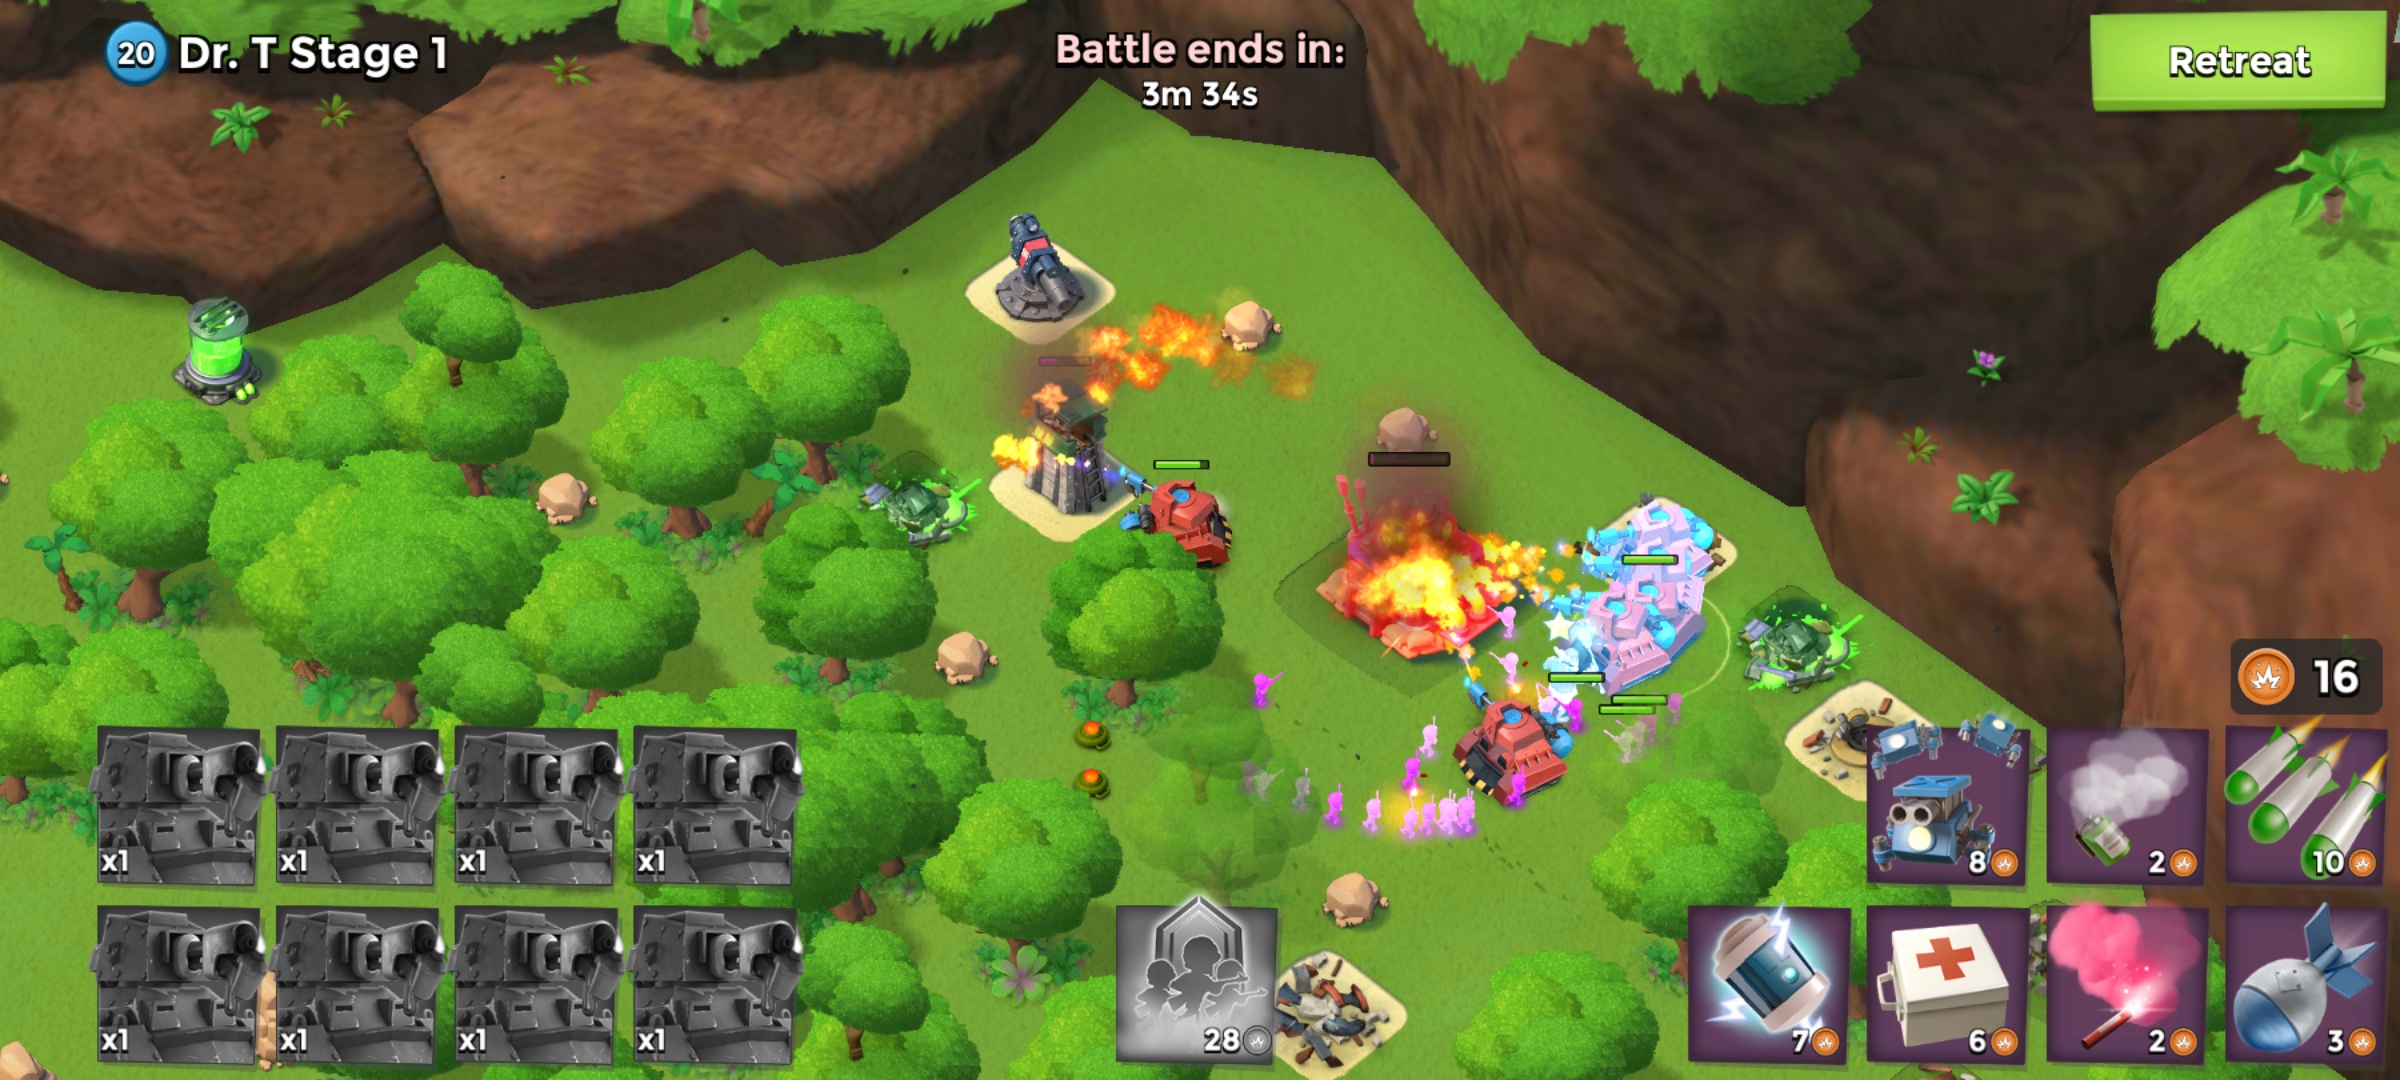 20 Dr. T Stage 1
Battle ends in:
3m 34s
Retreat
16
x1 x1 x1 x1
8 2 10
x1 x1 x1 x1
28 7 6 2 3